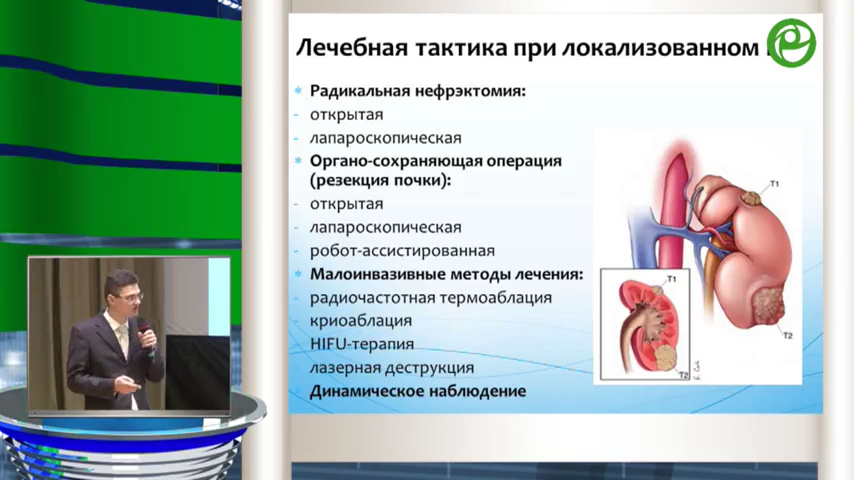 Лечебная тактика при локализованном
* Радикальная нефрэктомия:
- открытая
- лапароскопическая
* Органо-сохраняющая операция
(резекция почки):
- открытая
- лапароскопическая
- робот-ассистированная
* Малоинвазивные методы лечения:
- радиочастотная термоаблация
- криоаблация
- HIFU-терапия
- лазерная деструкция
* Динамическое наблюдение
T1
T2
T1
T2